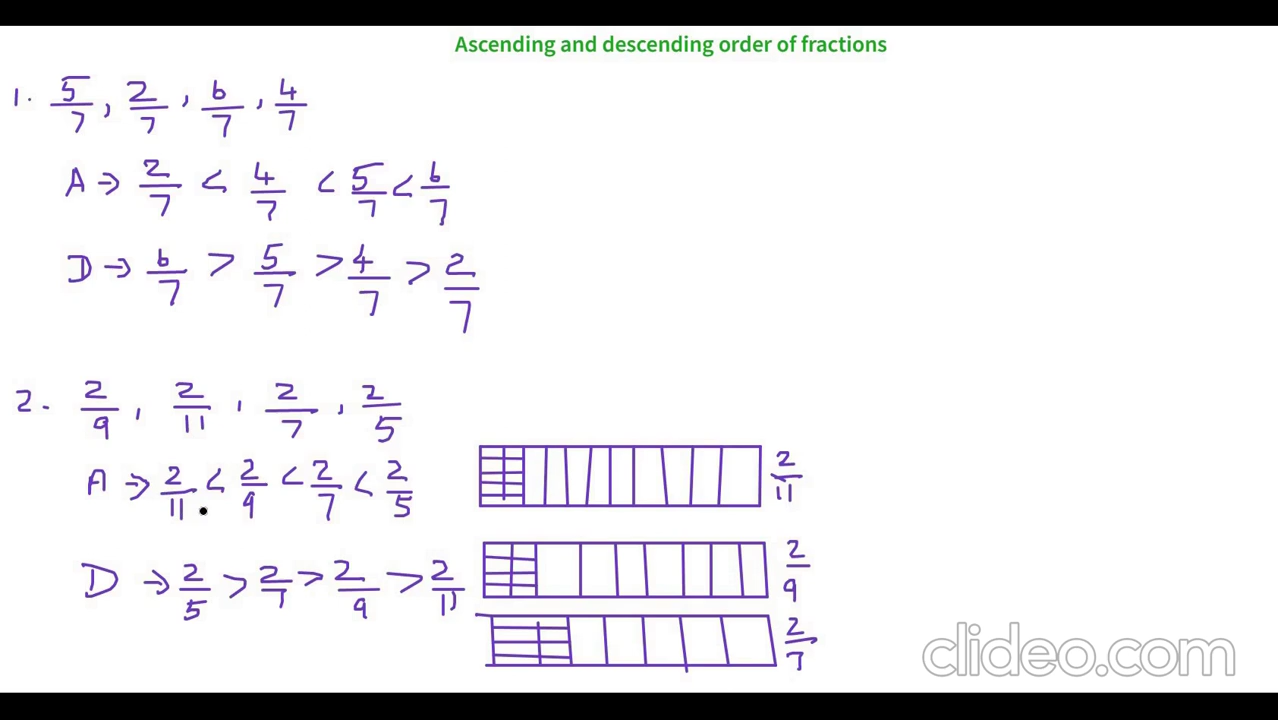 Ascending and descending order of fractions
1. 5/7, 2/7, 6/7, 4/7
A → 2/7 < 4/7 < 5/7 < 6/7
D → 6/7 > 5/7 > 4/7 > 2/7
2. 2/9, 2/11, 2/7, 2/5
A → 2/11 < 2/9 < 2/7 < 2/5
2/11
D → 2/5 > 2/7 > 2/9 > 2/11
2/9
2/7
clideo.com